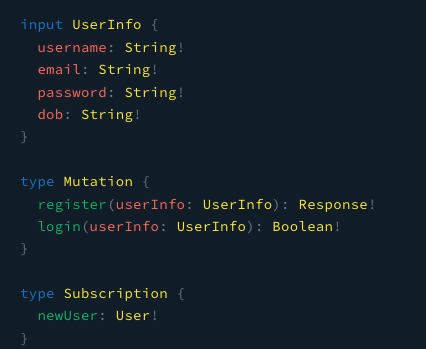 input UserInfo {
  username: String!
  email: String!
  password: String!
  dob: String!
}

type Mutation {
  register(userInfo: UserInfo): Response!
  login(userInfo: UserInfo): Boolean!
}

type Subscription {
  newUser: User!
}